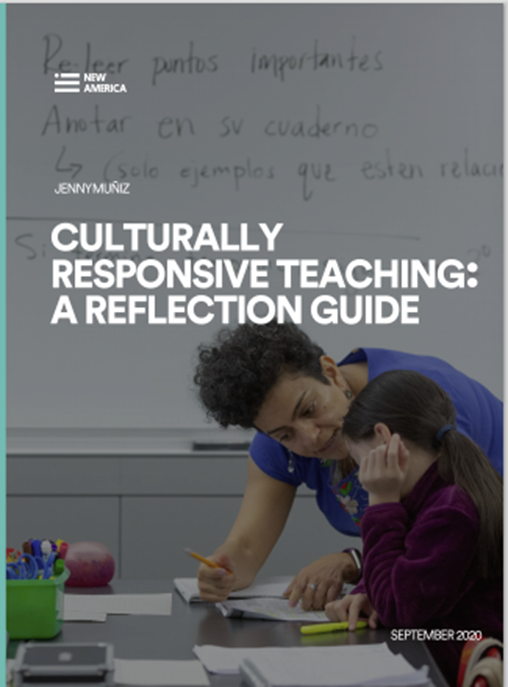 Re-leer puntos importantes
NEW
AMERICA
Anotar en su cuaderno
↳ (solo ejemplos que esten relacio
JENNY MUÑIZ
CULTURALLY
RESPONSIVE TEACHING:
A REFLECTION GUIDE
SEPTEMBER 2020